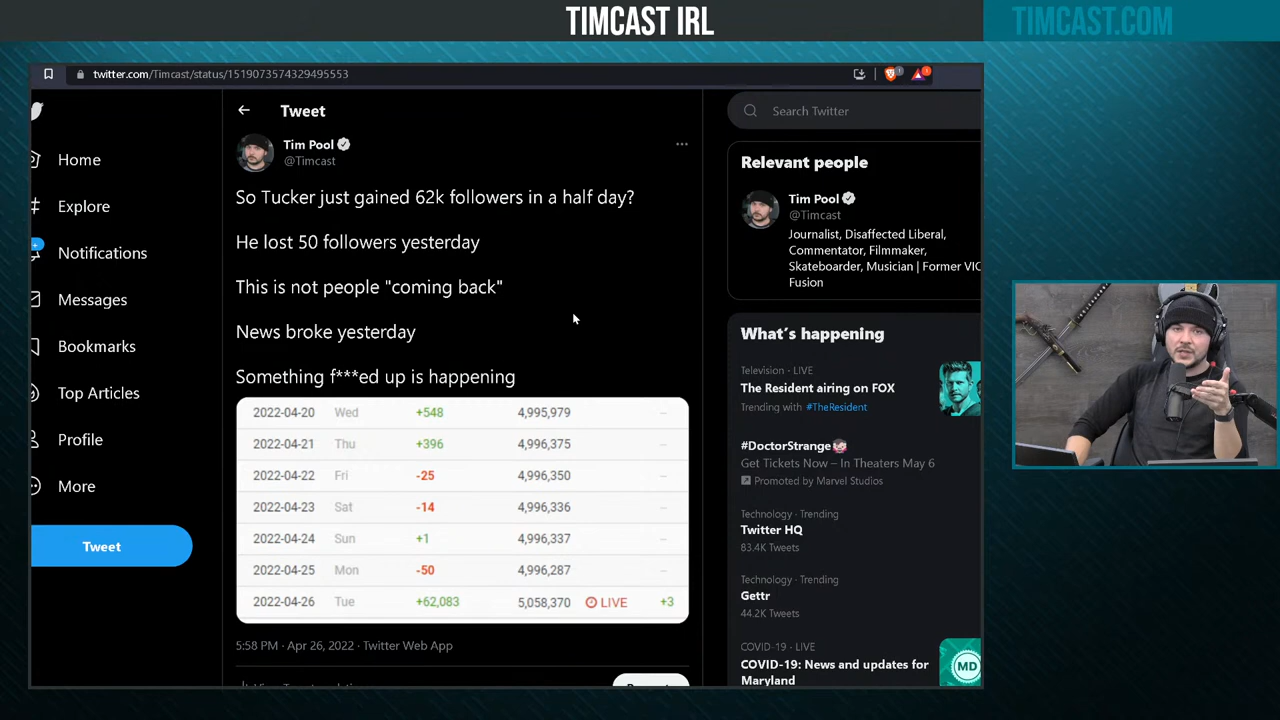 TIMCAST IRL
TIMCAST.COM
twitter.com/Timcast/status/1519073574329495553
Home
Explore
Notifications
Messages
Bookmarks
Top Articles
Profile
More
Tweet
Tweet
Tim Pool
@Timcast
So Tucker just gained 62k followers in a half day?
He lost 50 followers yesterday
This is not people "coming back"
News broke yesterday
Something f***ed up is happening
2022-04-20 Wed +548 4,995,979 --
2022-04-21 Thu +396 4,996,375 --
2022-04-22 Fri -25 4,996,350 --
2022-04-23 Sat -14 4,996,336 --
2022-04-24 Sun +1 4,996,337 --
2022-04-25 Mon -50 4,996,287 --
2022-04-26 Tue +62,083 5,058,370 LIVE +3
5:58 PM · Apr 26, 2022 · Twitter Web App
Search Twitter
Relevant people
Tim Pool
@Timcast
Journalist, Disaffected Liberal,
Commentator, Filmmaker,
Skateboarder, Musician | Former VIC
Fusion
What's happening
Television · LIVE
The Resident airing on FOX
Trending with #TheResident
#DoctorStrange
Get Tickets Now – In Theaters May 6
Promoted by Marvel Studios
Technology · Trending
Twitter HQ
83.4K Tweets
Technology · Trending
Gettr
44.2K Tweets
COVID-19 · LIVE
COVID-19: News and updates for
Maryland
MD